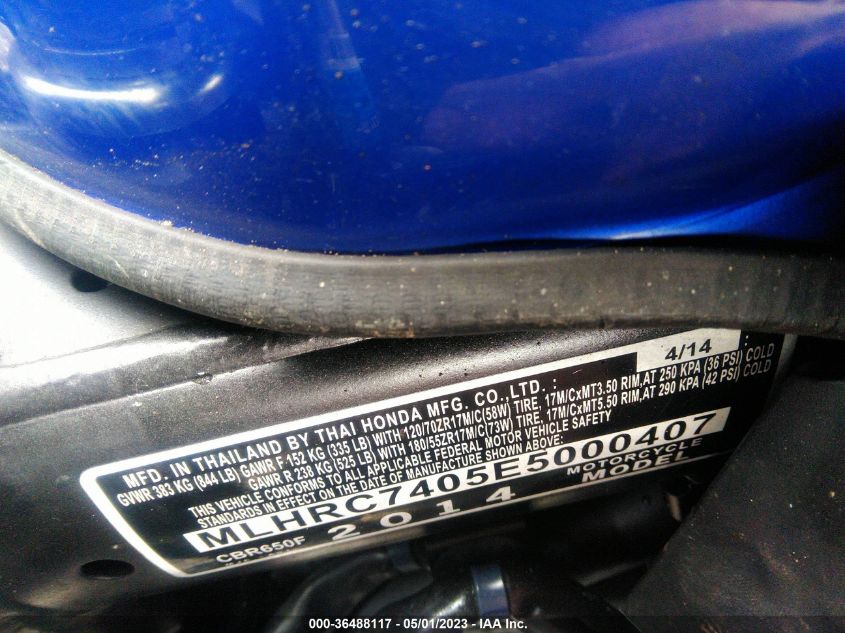 4/14
MFD. IN THAILAND BY THAI HONDA MFG. CO.,LTD. :
GVWR 383 KG (844 LB) GAWR F 152 KG (335 LB) WITH 120/70ZR17M/C(58W) TIRE, 17M/CxMT3.50 RIM,AT 250 KPA (36 PSI) COLD
GAWR R 238 KG (525 LB) WITH 180/55ZR17M/C(73W) TIRE, 17M/CxMT5.50 RIM,AT 290 KPA (42 PSI) COLD
THIS VEHICLE CONFORMS TO ALL APPLICABLE FEDERAL MOTOR VEHICLE SAFETY
STANDARDS IN EFFECT ON THE DATE OF MANUFACTURE SHOWN ABOVE:
MLHRC7405E5000407
MOTORCYCLE
CBR650F 2014 MODEL
000-36488117 - 05/01/2023 - IAA Inc.